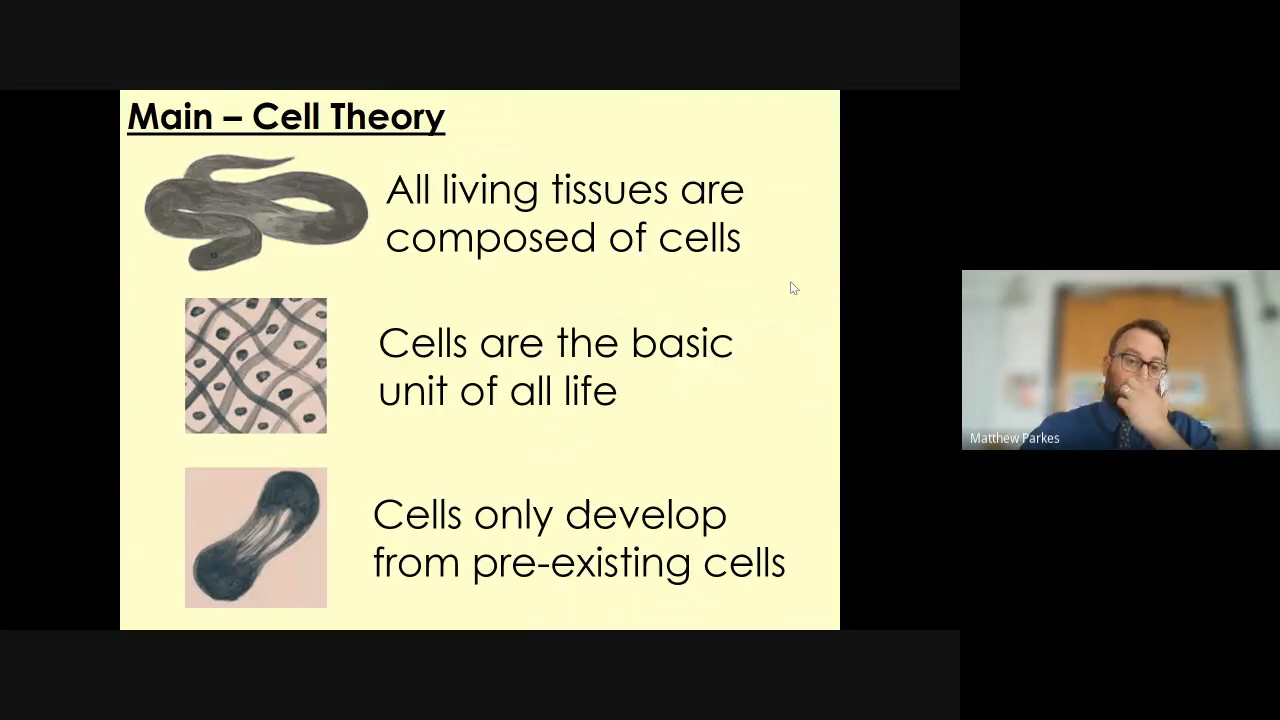 Main – Cell Theory
All living tissues are
composed of cells
Cells are the basic
unit of all life
Cells only develop
from pre-existing cells
Matthew Parkes